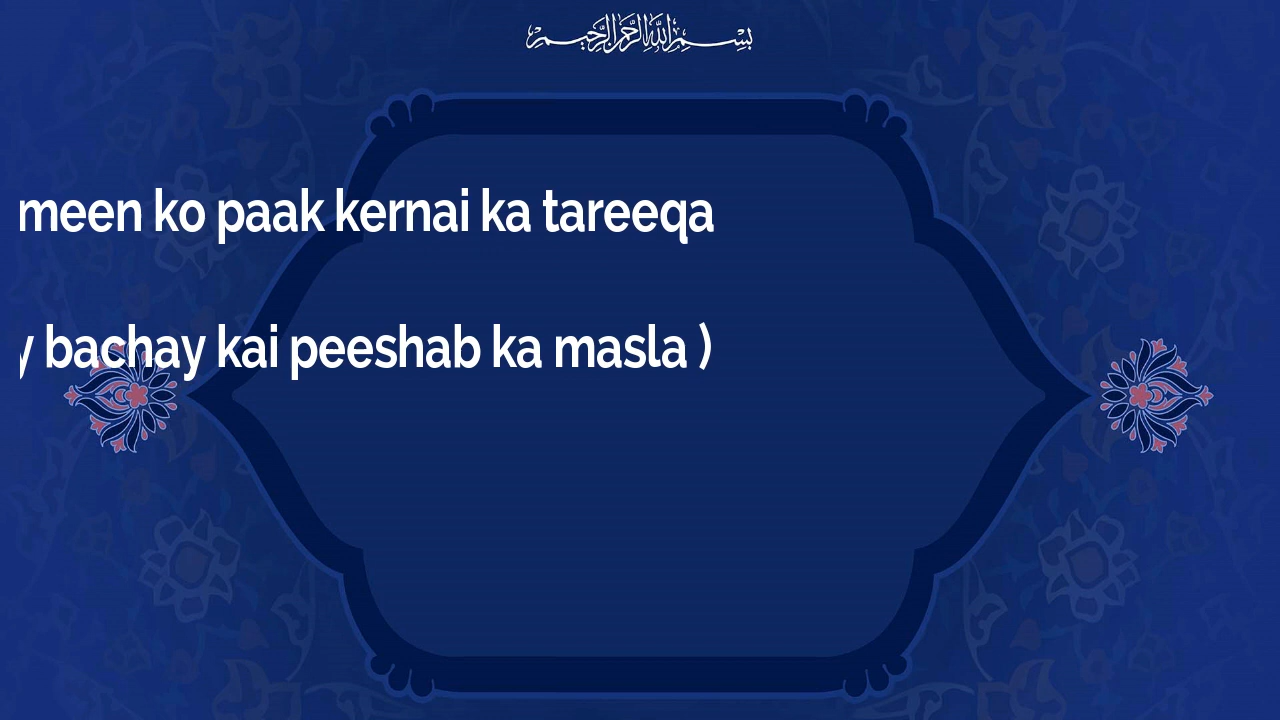 بسم الله الرحمن الرحيم
meen ko paak kernai ka tareeqa
bachay kai peeshab ka masla )